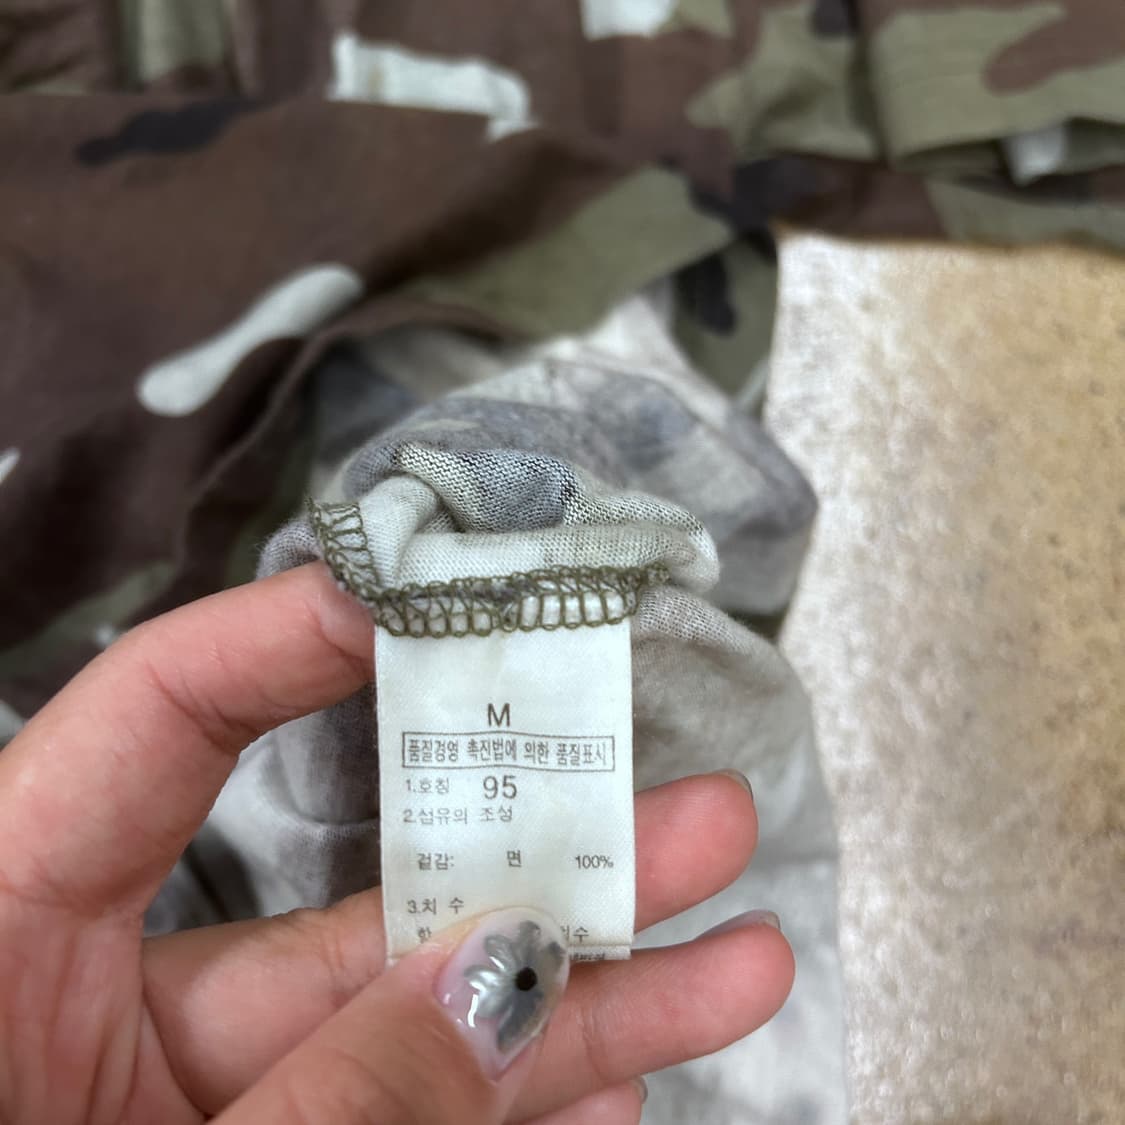 M
품질경영 촉진법에 의한 품질표시
1.호칭 95
2.섬유의 조성
겉감: 면 100%
3.치 수